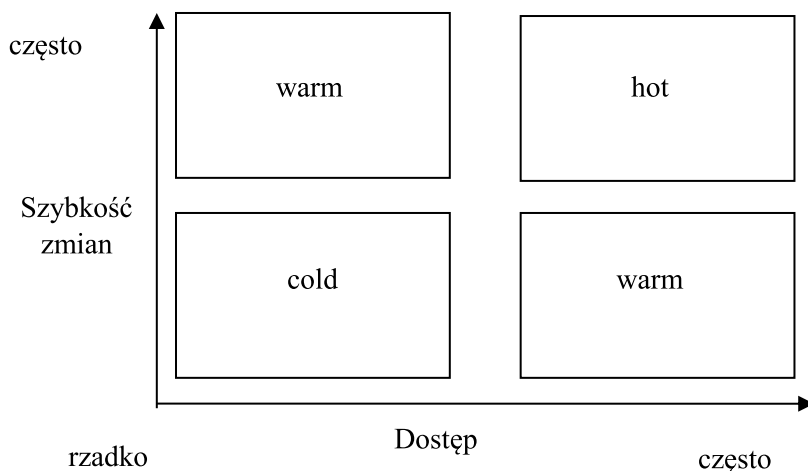 często
warm
hot
Szybkość
zmian
cold
warm
Dostęp
rzadko
często